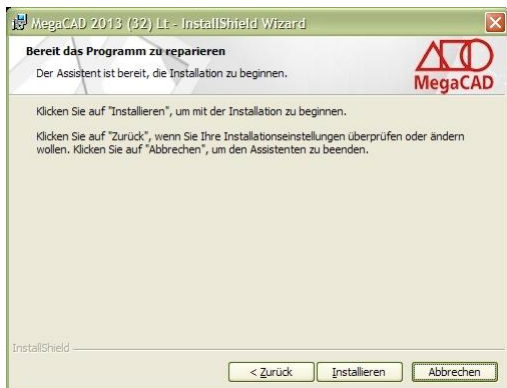 MegaCAD 2013 (32) Lt - InstallShield Wizard
Bereit das Programm zu reparieren
Der Assistent ist bereit, die Installation zu beginnen.
MegaCAD
Klicken Sie auf "Installieren", um mit der Installation zu beginnen.
Klicken Sie auf "Zurück", wenn Sie Ihre Installationseinstellungen überprüfen oder ändern
wollen. Klicken Sie auf "Abbrechen", um den Assistenten zu beenden.
InstallShield
< Zurück Installieren Abbrechen